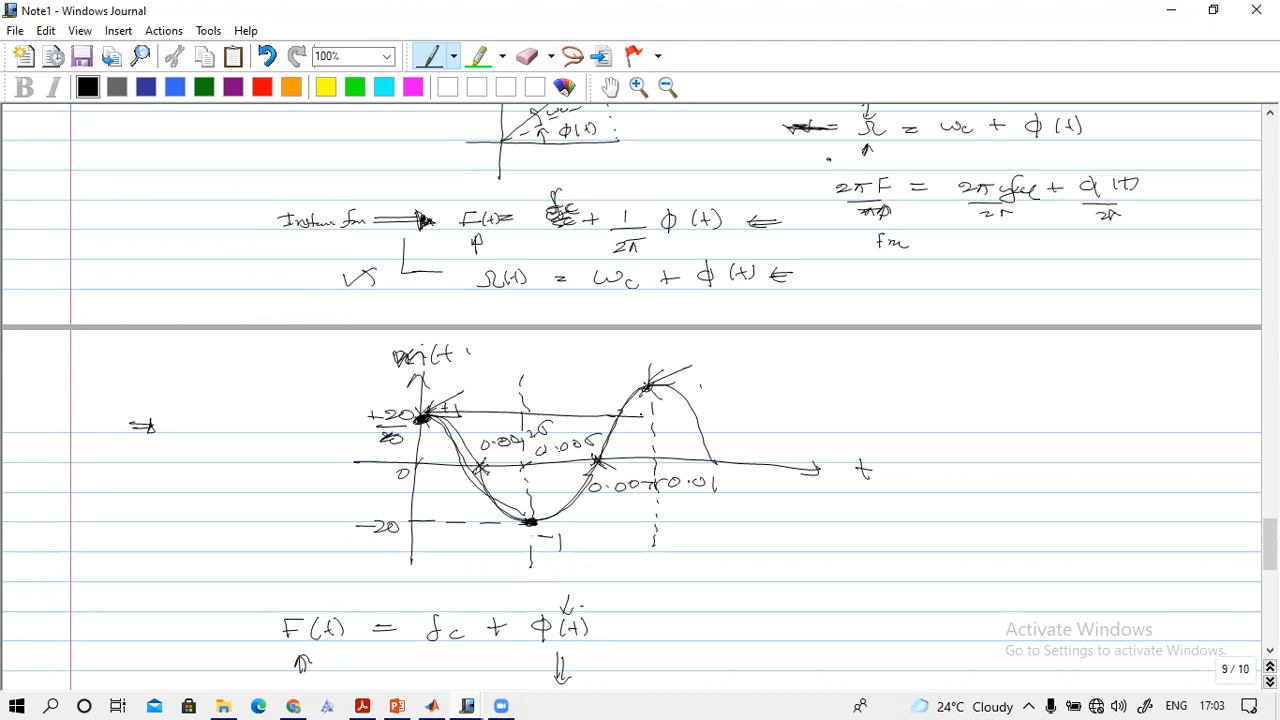 Note1 - Windows Journal
File Edit View Insert Actions Tools Help
100%
B I
φ(t)
Ω = ωc + φ(t)
2πF = 2πfc + φ(t)
2π 2π
Instan fm F(t) = fc + 1/2π φ(t)
Ω(t) = ωc + φ(t)
+20 +1
0.0025 0.005
0 t
0.0075 0.01
-20
-1
F(t) = fc + φ(t)
Activate Windows
Go to Settings to activate Windows.
9 / 10
24°C Cloudy ENG 17:03